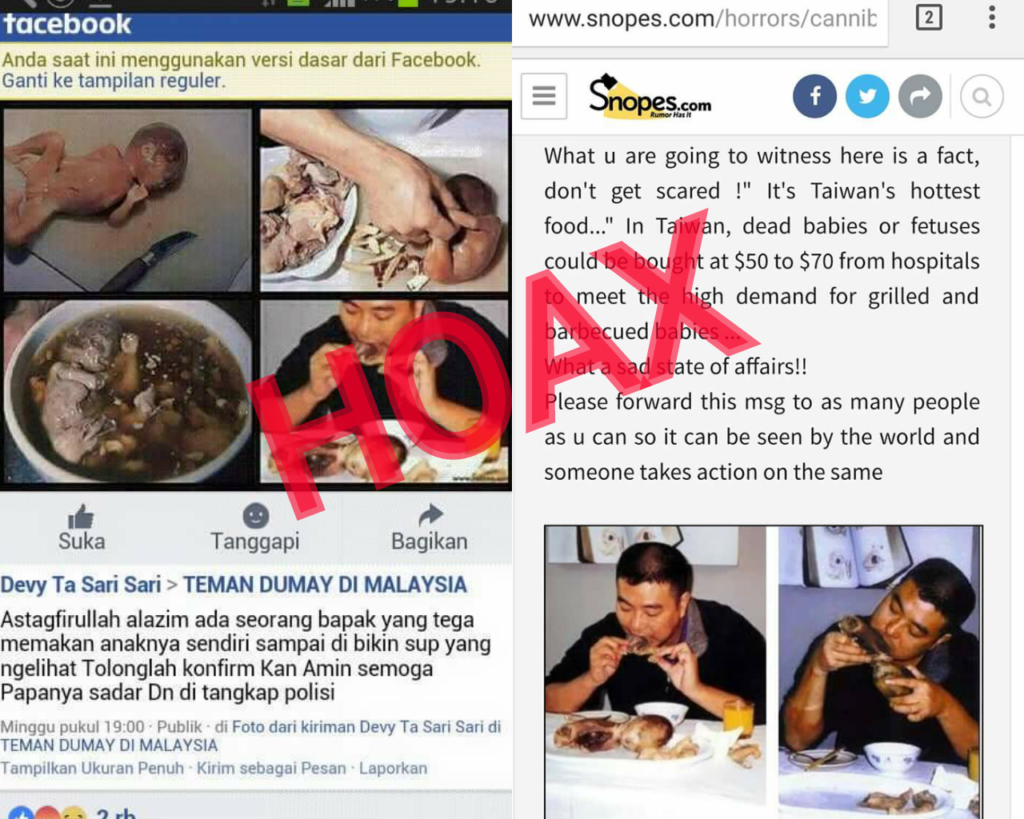 facebook
Anda saat ini menggunakan versi dasar dari Facebook.
Ganti ke tampilan reguler.
Suka
Tanggapi
Bagikan
Devy Ta Sari Sari > TEMAN DUMAY DI MALAYSIA
Astagfirullah alazim ada seorang bapak yang tega
memakan anaknya sendiri sampai di bikin sup yang
ngelihat Tolonglah konfirm Kan Amin semoga
Papanya sadar Dn di tangkap polisi
Minggu pukul 19:00 · Publik · di Foto dari kiriman Devy Ta Sari Sari di
TEMAN DUMAY DI MALAYSIA
Tampilkan Ukuran Penuh · Kirim sebagai Pesan · Laporkan
2 rb
HOAX
www.snopes.com/horrors/cannib
2
Snopes.com
Rumor Has It
What u are going to witness here is a fact,
don't get scared !" It's Taiwan's hottest
food..." In Taiwan, dead babies or fetuses
could be bought at $50 to $70 from hospitals
to meet the high demand for grilled and
barbecued babies ...
What a sad state of affairs!!
Please forward this msg to as many people
as u can so it can be seen by the world and
someone takes action on the same